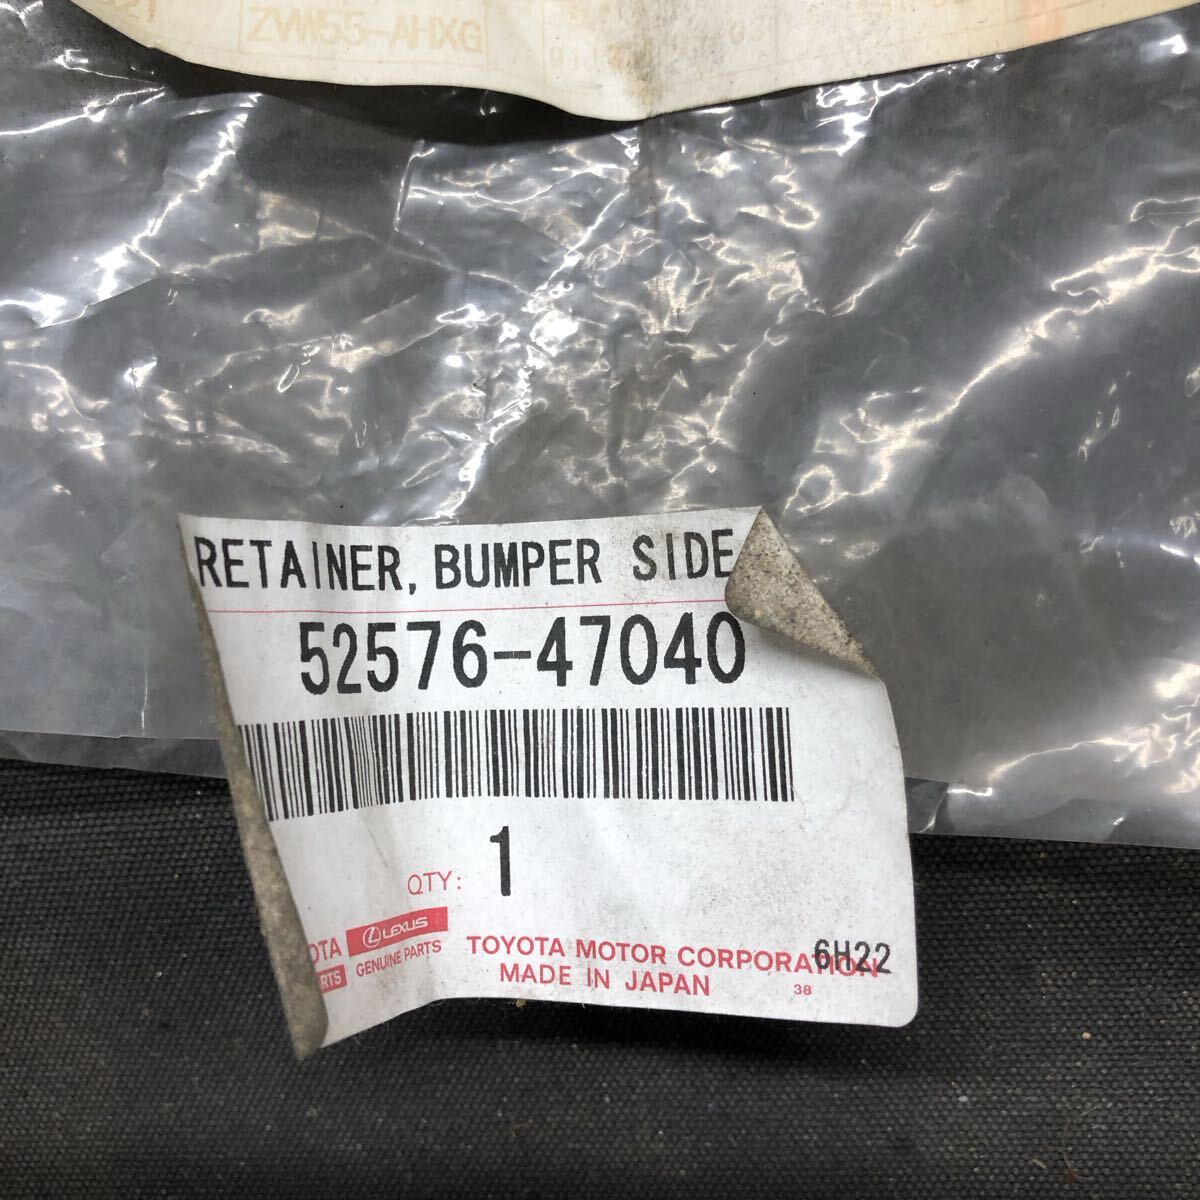 ZVW55-AHXG
RETAINER, BUMPER SIDE
52576-47040
QTY: 1
LEXUS
GENUINE PARTS
TOYOTA MOTOR CORPORATION 6H22
MADE IN JAPAN 38